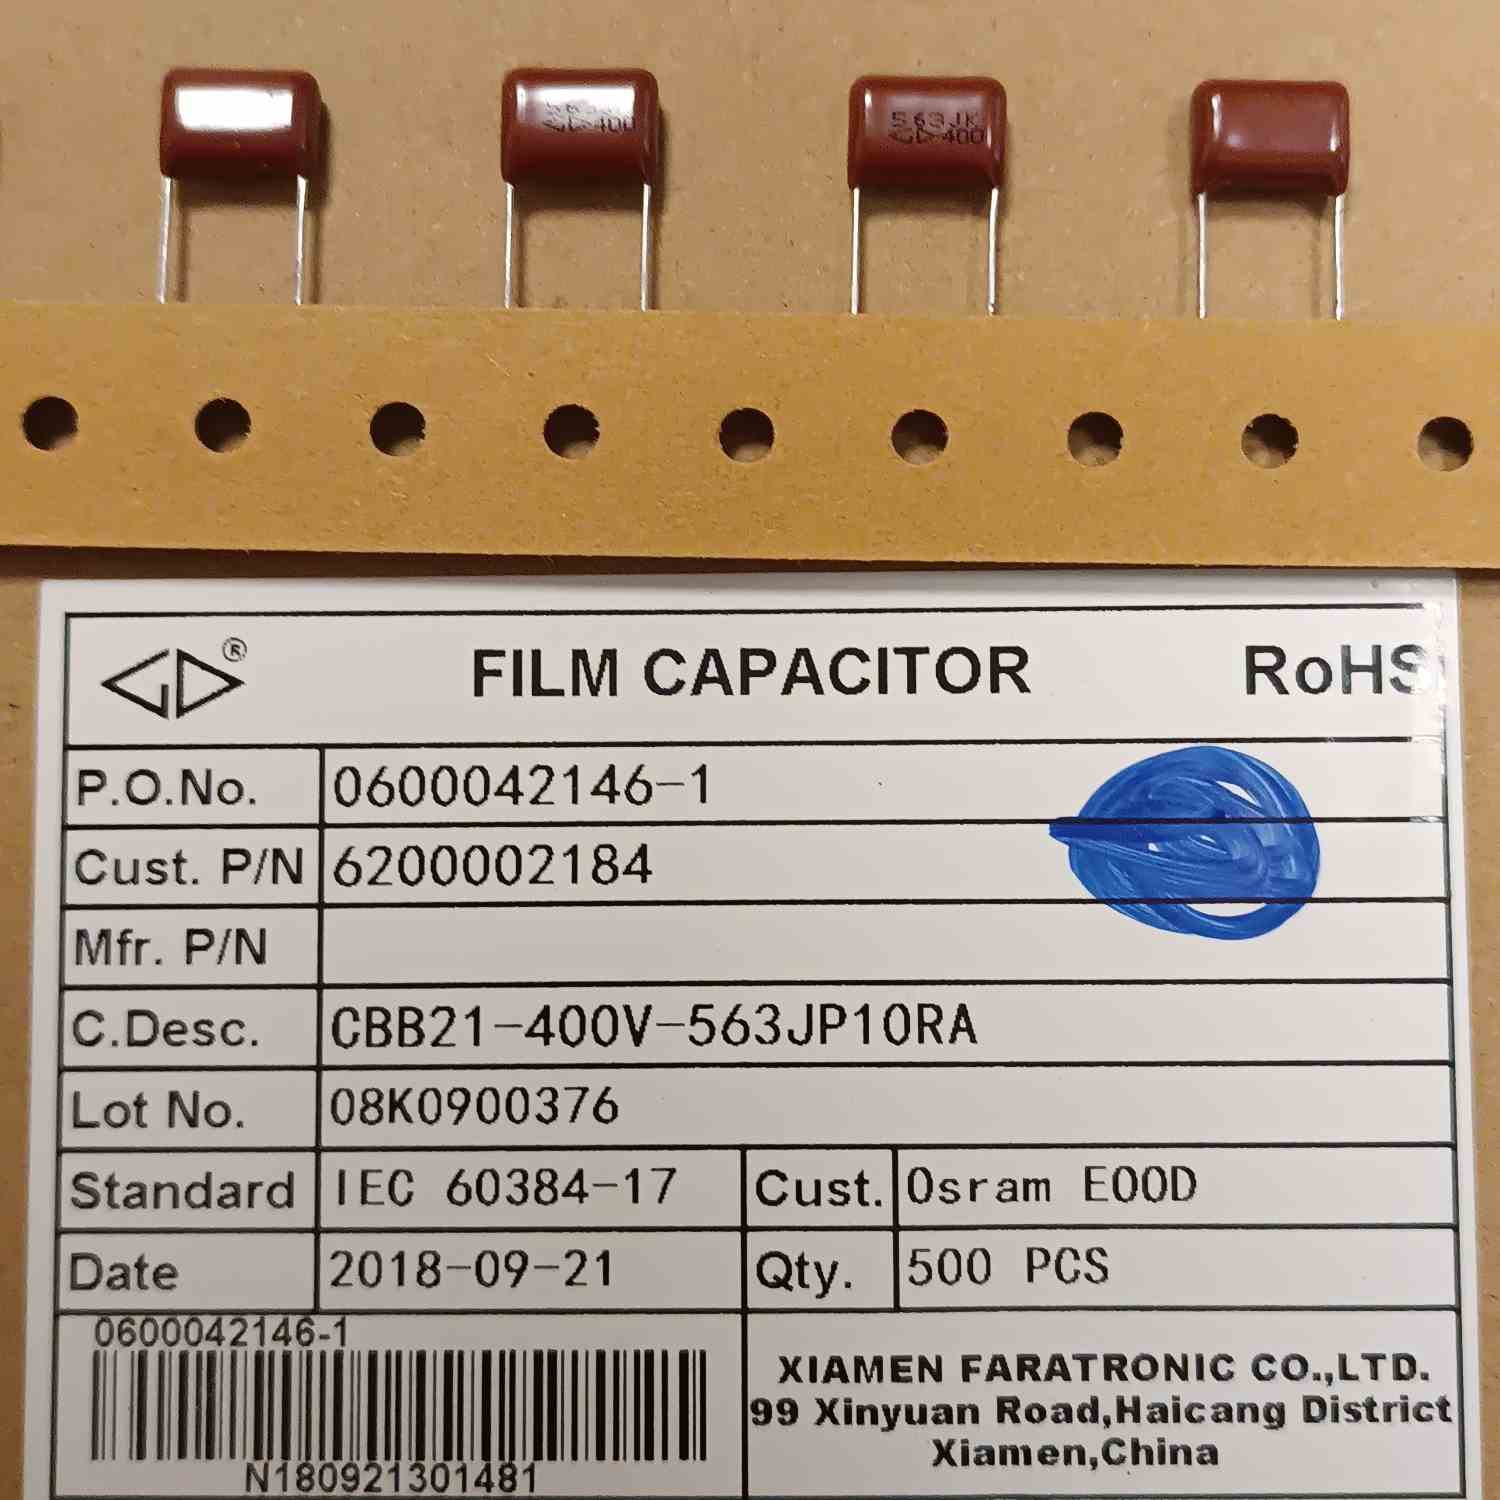 563JK
400
563JK
400
®
FILM CAPACITOR RoHS
P.O.No. 0600042146-1
Cust. P/N 6200002184
Mfr. P/N
C.Desc. CBB21-400V-563JP10RA
Lot No. 08K0900376
Standard IEC 60384-17 Cust. Osram EOOD
Date 2018-09-21 Qty. 500 PCS
0600042146-1
N180921301481
XIAMEN FARATRONIC CO.,LTD.
99 Xinyuan Road,Haicang District
Xiamen,China